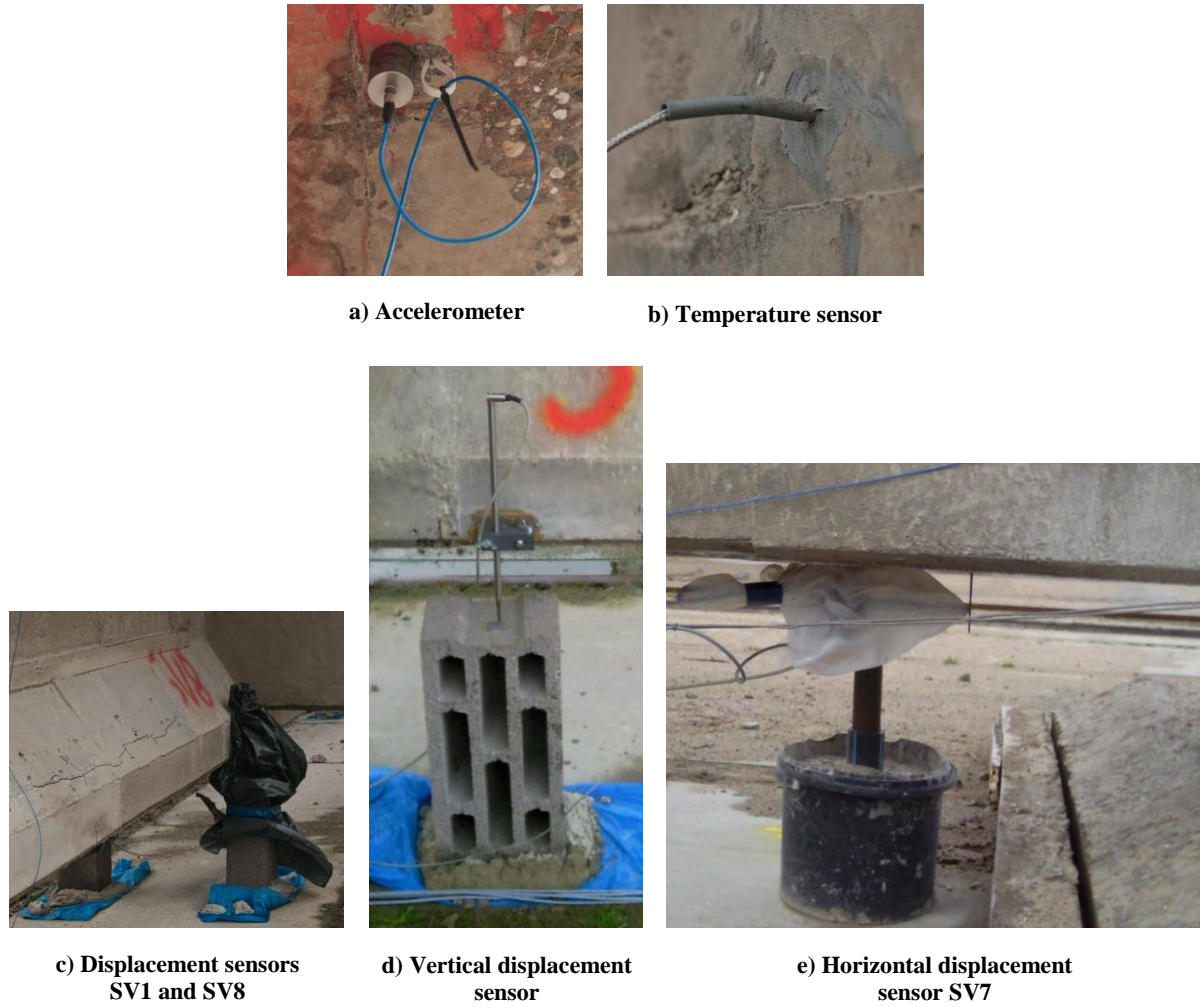 a) Accelerometer
b) Temperature sensor
c) Displacement sensors
SV1 and SV8
d) Vertical displacement
sensor
e) Horizontal displacement
sensor SV7